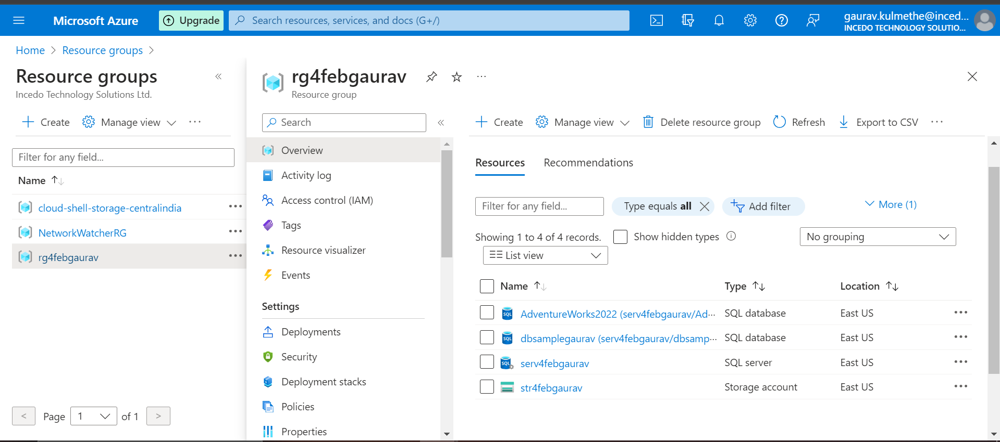 Microsoft Azure
Upgrade
Search resources, services, and docs (G+/)
gaurav.kulmethe@inced...
INCEDO TECHNOLOGY SOLUTIO...
Home > Resource groups >
Resource groups
Incedo Technology Solutions Ltd.
Create
Manage view
Filter for any field...
Name
cloud-shell-storage-centralindia
NetworkWatcherRG
rg4febgaurav
< Page 1 of 1 >
rg4febgaurav
Resource group
Search
Overview
Activity log
Access control (IAM)
Tags
Resource visualizer
Events
Settings
Deployments
Security
Deployment stacks
Policies
Properties
Create
Manage view
Delete resource group
Refresh
Export to CSV
Resources
Recommendations
Filter for any field...
Type equals all
Add filter
More (1)
Showing 1 to 4 of 4 records.
Show hidden types
No grouping
List view
Name Type Location
SQL AdventureWorks2022 (serv4febgaurav/Ad... SQL database East US
SQL dbsamplegaurav (serv4febgaurav/dbsamp... SQL database East US
SQL serv4febgaurav SQL server East US
str4febgaurav Storage account East US